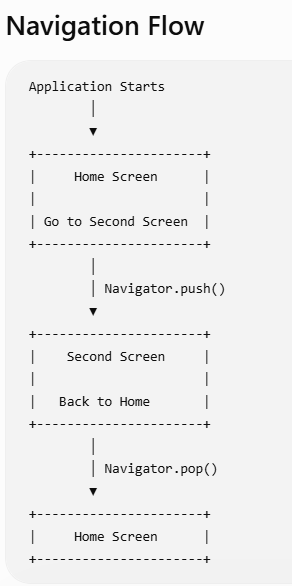 Navigation Flow
Application Starts
│
▼
+----------------------+
|     Home Screen      |
|                      |
| Go to Second Screen  |
+----------------------+
│
│ Navigator.push()
▼
+----------------------+
|    Second Screen     |
|                      |
|   Back to Home       |
+----------------------+
│
│ Navigator.pop()
▼
+----------------------+
|     Home Screen      |
+----------------------+